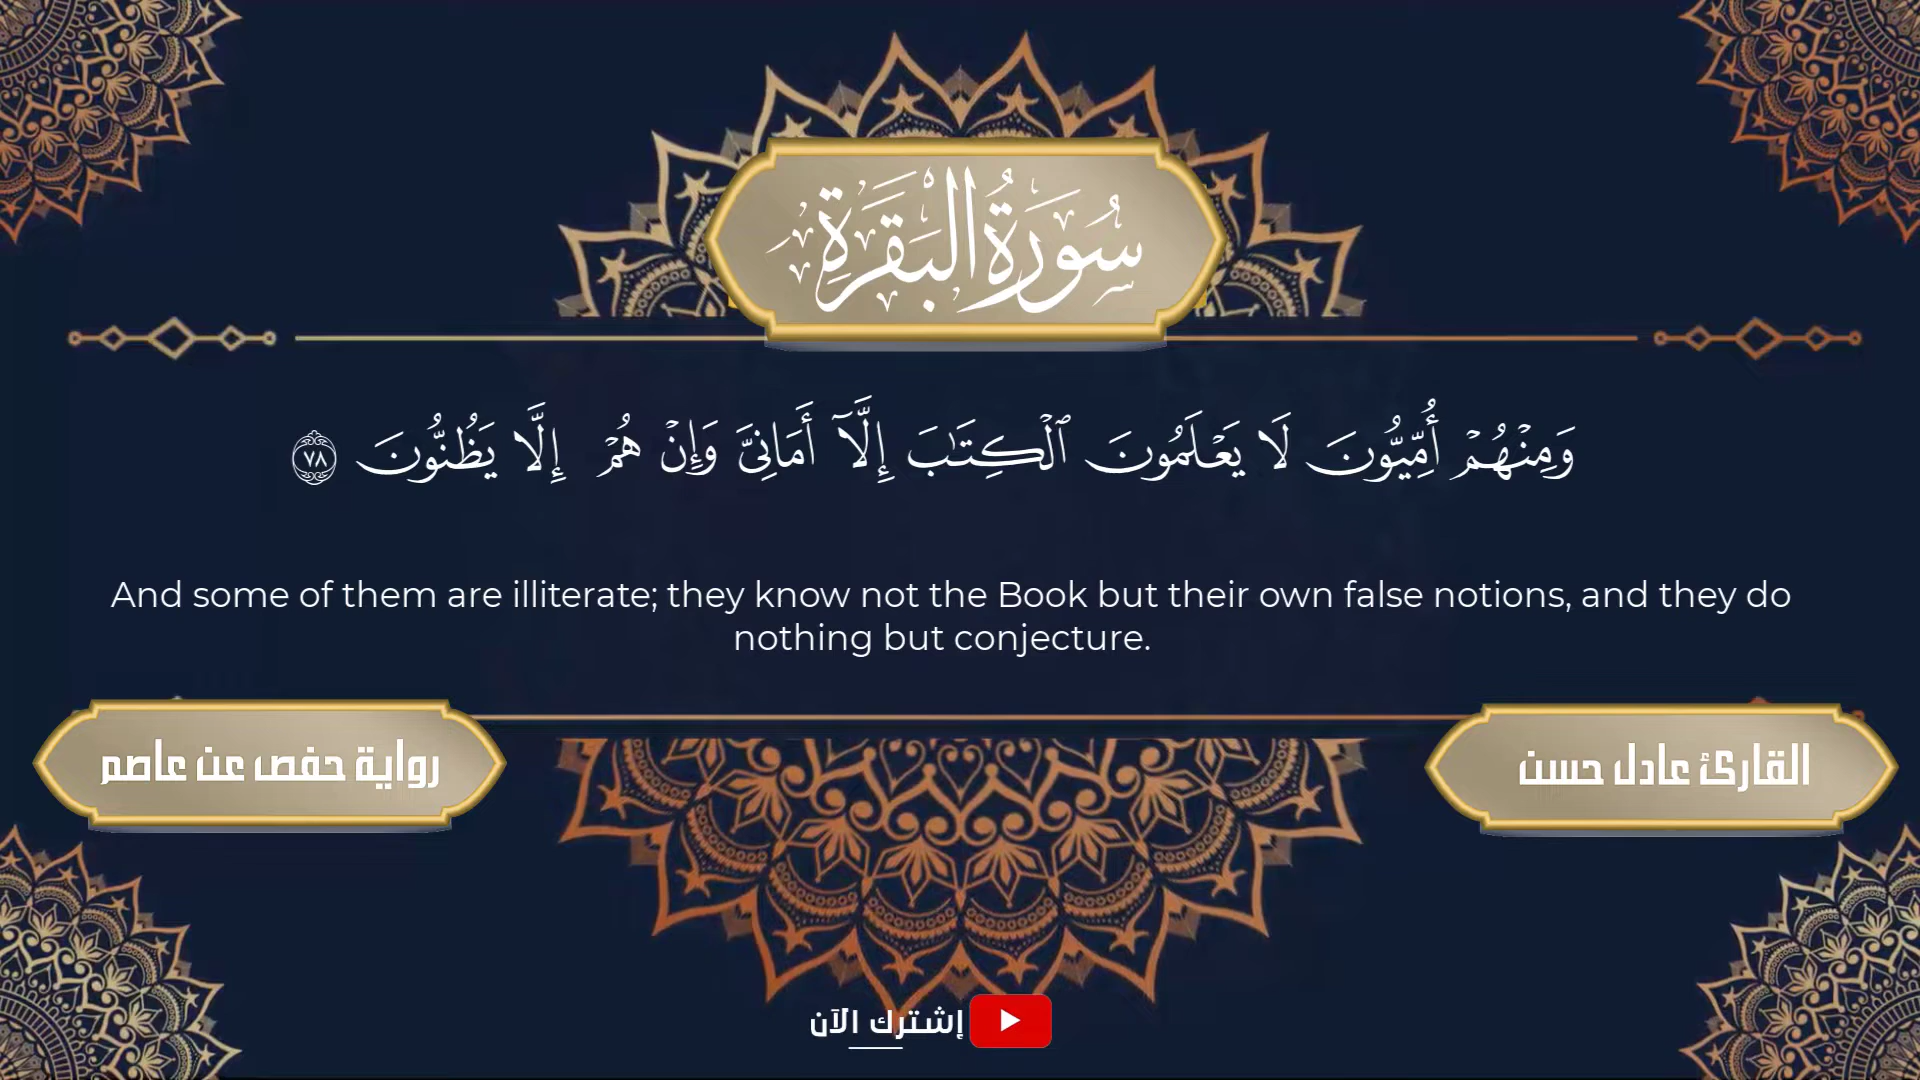 سُورَةُ البَقَرَةِ
وَمِنْهُمْ أُمِّيُّونَ لَا يَعْلَمُونَ ٱلْكِتَـٰبَ إِلَّآ أَمَانِىَّ وَإِنْ هُمْ إِلَّا يَظُنُّونَ ٧٨
And some of them are illiterate; they know not the Book but their own false notions, and they do
nothing but conjecture.
القارئ عادل حسن
رواية حفص عن عاصم
إشترك الآن